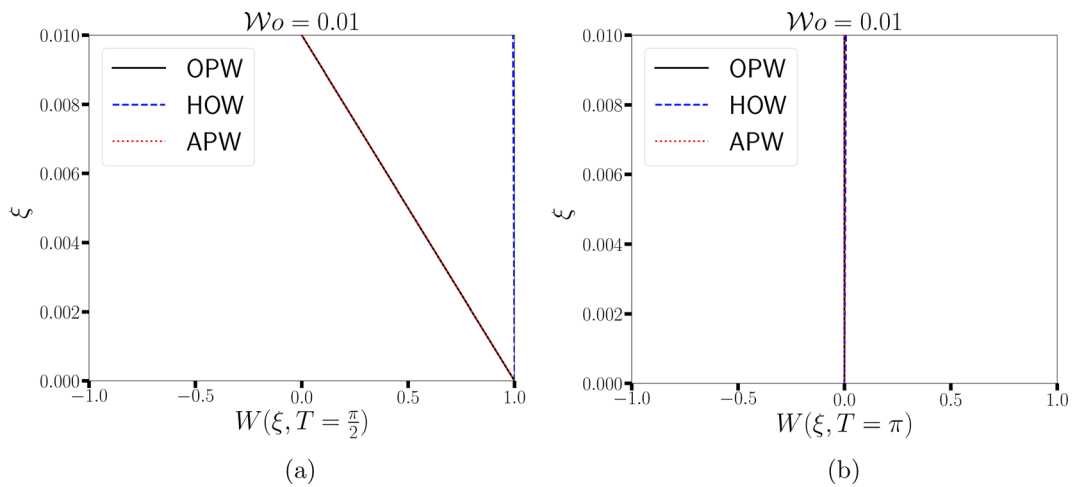 𝒲o = 0.01
OPW
HOW
APW
0.010
0.008
0.006
0.004
0.002
0.000
ξ
−1.0 −0.5 0.0 0.5 1.0
W(ξ, T = π/2)
(a)
𝒲o = 0.01
OPW
HOW
APW
0.010
0.008
0.006
0.004
0.002
0.000
ξ
−1.0 −0.5 0.0 0.5 1.0
W(ξ, T = π)
(b)